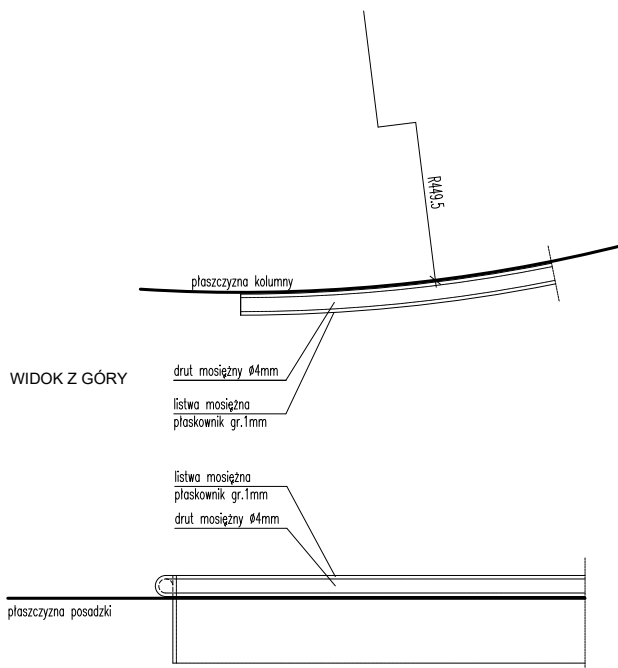 R449.5
płaszczyzna kolumny
WIDOK Z GÓRY
drut mosiężny Ø4mm
listwa mosiężna
płaskownik gr.1mm
listwa mosiężna
płaskownik gr.1mm
drut mosiężny Ø4mm
płaszczyzna posadzki